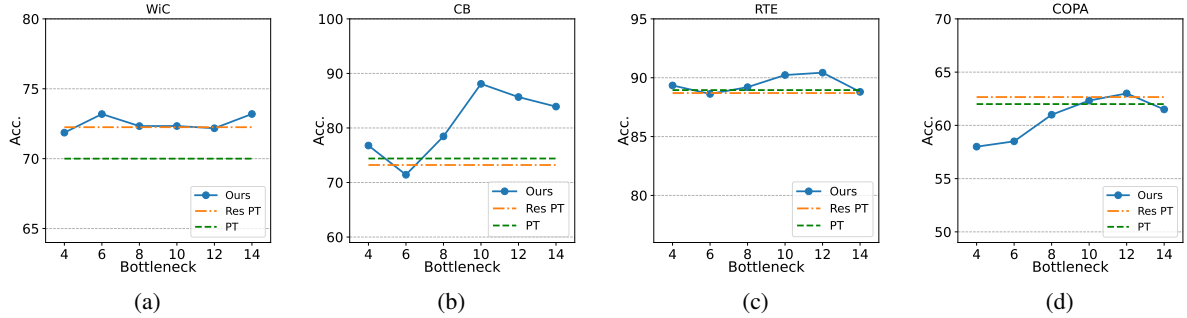 WiC
80
75
70
65
Acc.
4 6 8 10 12 14
Bottleneck
Ours
Res PT
PT
(a)
CB
100
90
80
70
60
Acc.
4 6 8 10 12 14
Bottleneck
Ours
Res PT
PT
(b)
RTE
95
90
85
80
Acc.
4 6 8 10 12 14
Bottleneck
Ours
Res PT
PT
(c)
COPA
70
65
60
55
50
Acc.
4 6 8 10 12 14
Bottleneck
Ours
Res PT
PT
(d)